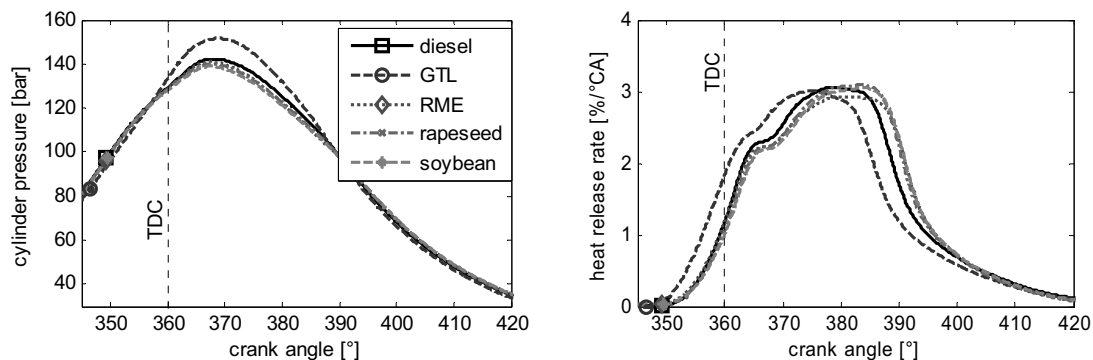 160
140
120
100
80
60
40
cylinder pressure [bar]
TDC
diesel
GTL
RME
rapeseed
soybean
350 360 370 380 390 400 410 420
crank angle [°]
4
3
2
1
0
heat release rate [%/°CA]
TDC
350 360 370 380 390 400 410 420
crank angle [°]